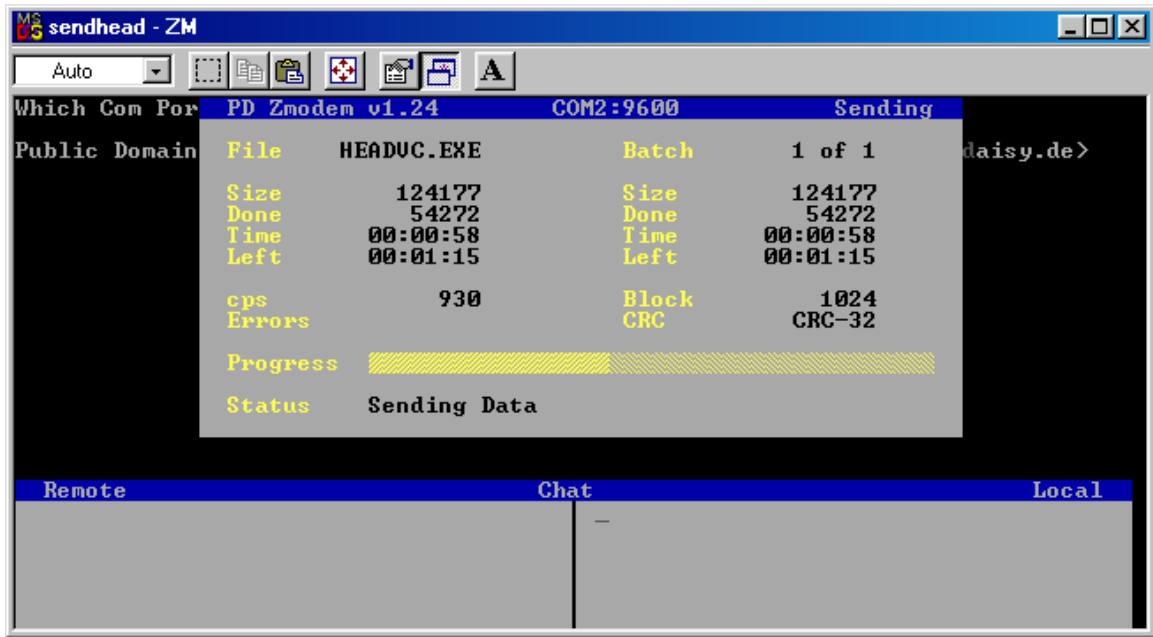 MS DOS sendhead - ZM
Auto A
Which Com Por PD Zmodem v1.24 COM2:9600 Sending
Public Domain File HEADVC.EXE Batch 1 of 1 daisy.de>
Size 124177 Size 124177
Done 54272 Done 54272
Time 00:00:58 Time 00:00:58
Left 00:01:15 Left 00:01:15
cps 930 Block 1024
Errors CRC CRC-32
Progress
Status Sending Data
Remote Chat Local
_